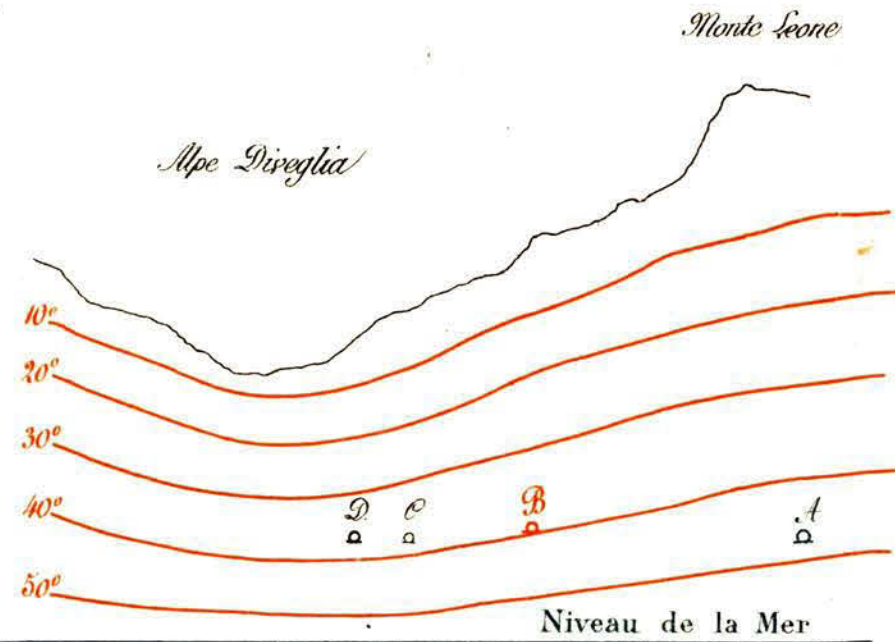 Monte Leone
Alpe Diveglia
10°
20°
30°
40°
50°
D. C B A
Niveau de la Mer